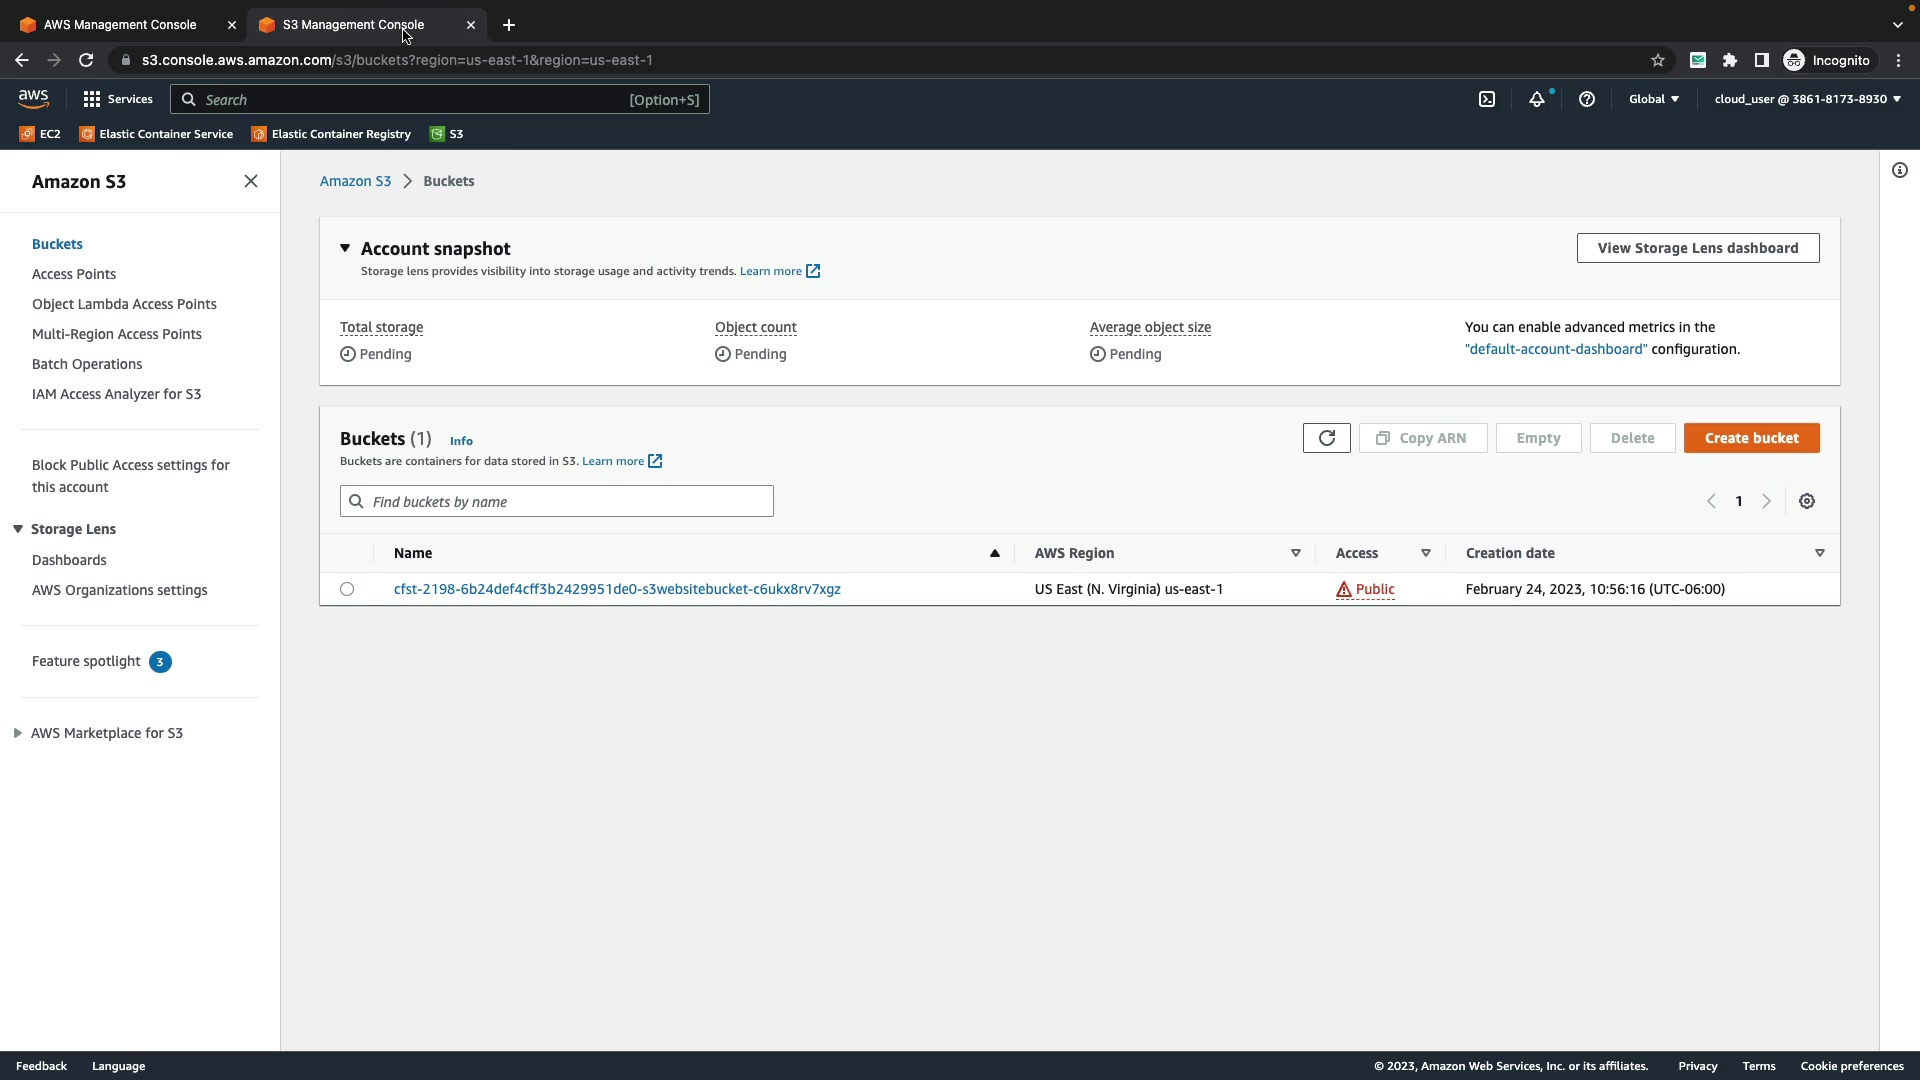 AWS Management Console
S3 Management Console
s3.console.aws.amazon.com/s3/buckets?region=us-east-1&region=us-east-1
Incognito
aws
Services
Search
[Option+S]
Global
cloud_user @ 3861-8173-8930
EC2
Elastic Container Service
Elastic Container Registry
S3
Amazon S3
Buckets
Access Points
Object Lambda Access Points
Multi-Region Access Points
Batch Operations
IAM Access Analyzer for S3
Block Public Access settings for
this account
Storage Lens
Dashboards
AWS Organizations settings
Feature spotlight 3
AWS Marketplace for S3
Amazon S3 > Buckets
Account snapshot
Storage lens provides visibility into storage usage and activity trends. Learn more
View Storage Lens dashboard
Total storage
Pending
Object count
Pending
Average object size
Pending
You can enable advanced metrics in the
"default-account-dashboard" configuration.
Buckets (1) Info
Buckets are containers for data stored in S3. Learn more
Copy ARN
Empty
Delete
Create bucket
Find buckets by name
1
Name
AWS Region
Access
Creation date
cfst-2198-6b24def4cff3b2429951de0-s3websitebucket-c6ukx8rv7xgz
US East (N. Virginia) us-east-1
Public
February 24, 2023, 10:56:16 (UTC-06:00)
Feedback
Language
© 2023, Amazon Web Services, Inc. or its affiliates.
Privacy
Terms
Cookie preferences